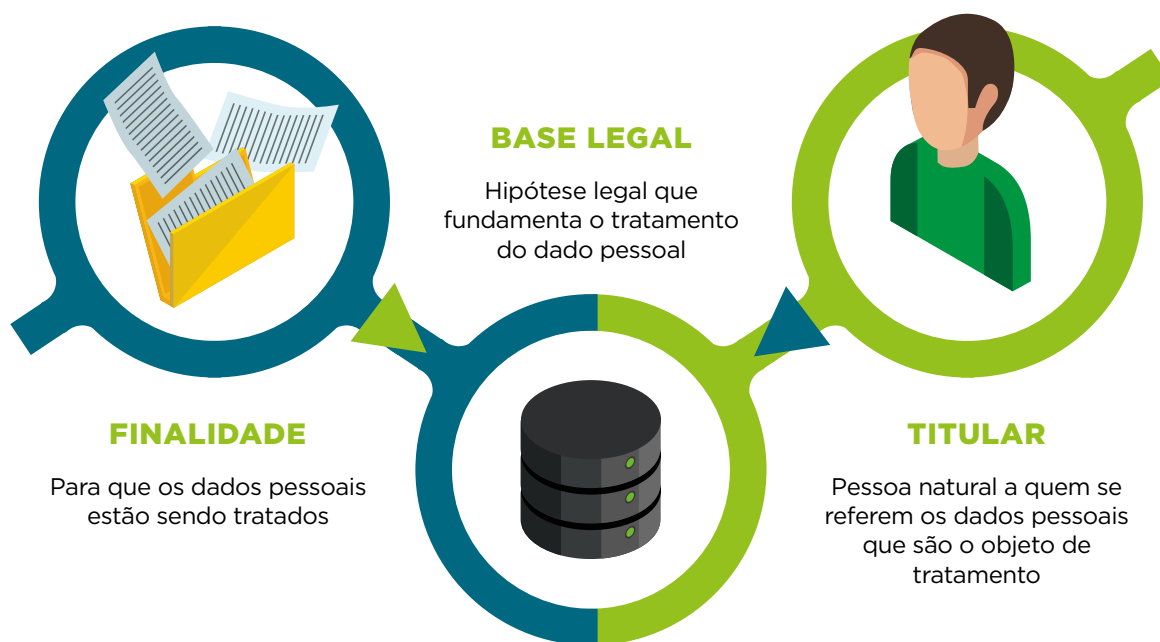 BASE LEGAL
Hipótese legal que
fundamenta o tratamento
do dado pessoal
FINALIDADE
Para que os dados pessoais
estão sendo tratados
TITULAR
Pessoa natural a quem se
referem os dados pessoais
que são o objeto de
tratamento